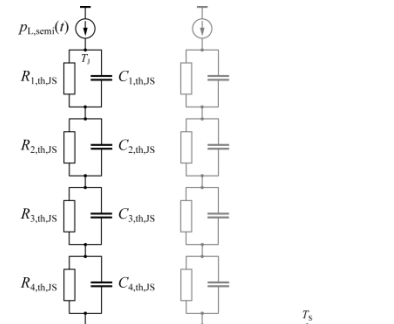 p_L,semi(t)
T_j
R_1,th,JS C_1,th,JS
R_2,th,JS C_2,th,JS
R_3,th,JS C_3,th,JS
R_4,th,JS C_4,th,JS
T_S